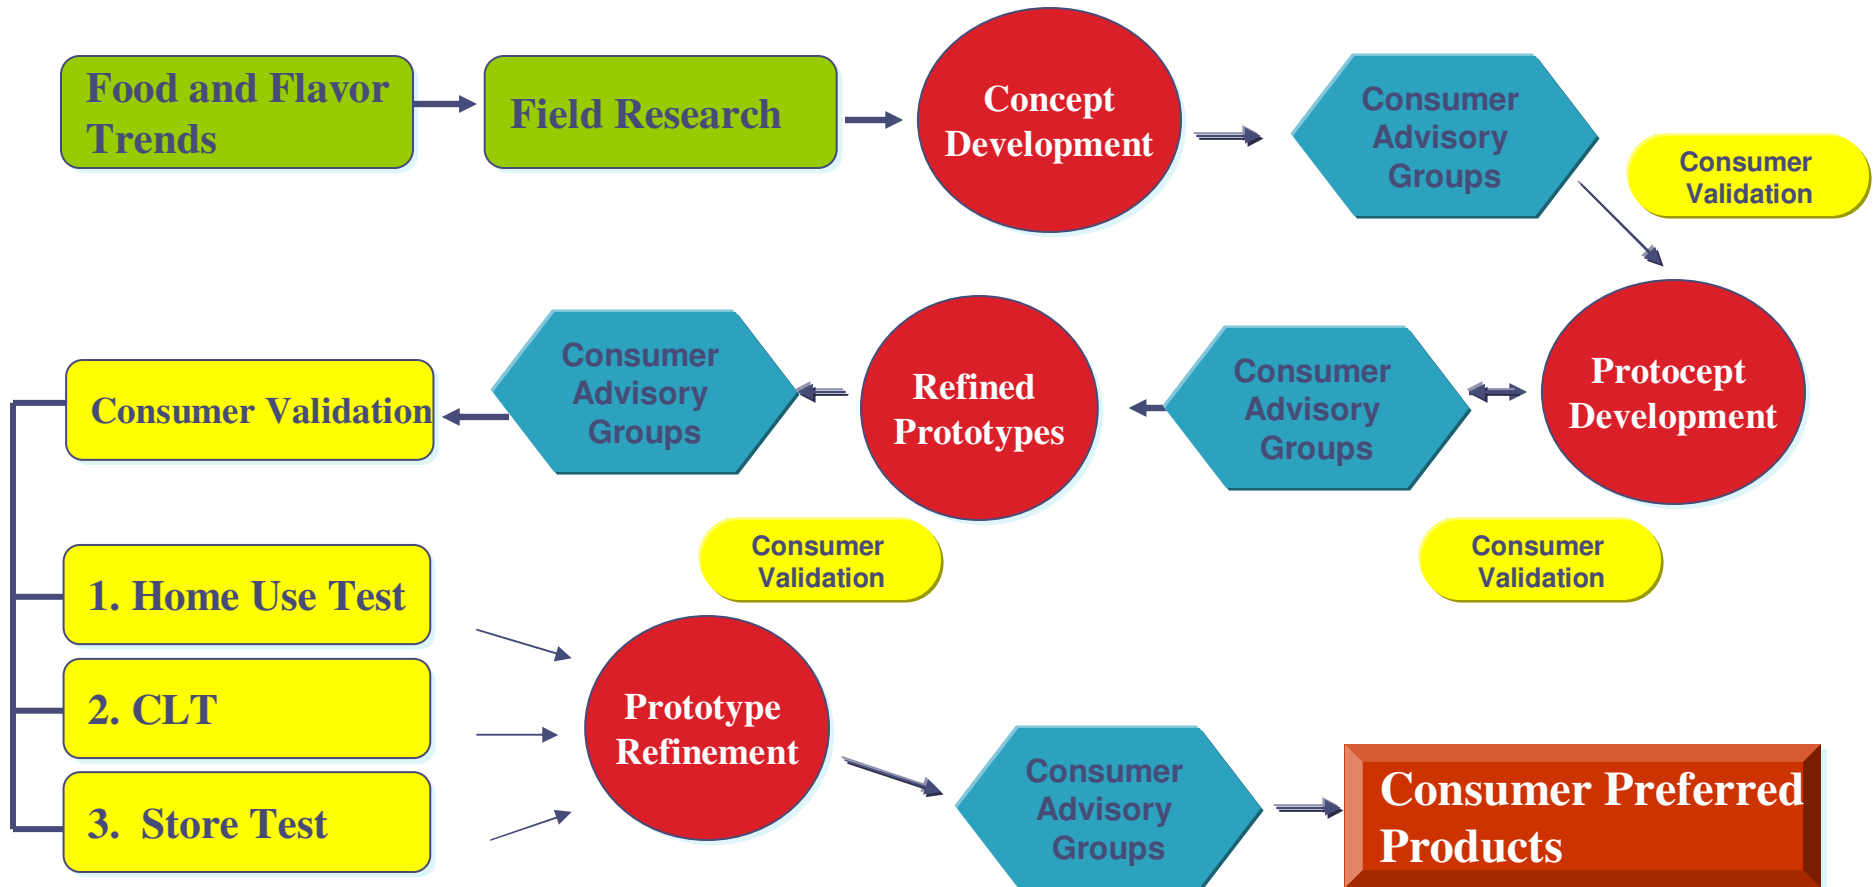 Food and Flavor
Trends
Field Research
Concept
Development
Consumer
Advisory
Groups
Consumer
Validation
Consumer Validation
Consumer
Advisory
Groups
Refined
Prototypes
Consumer
Advisory
Groups
Protocept
Development
Consumer
Validation
Consumer
Validation
1. Home Use Test
2. CLT
3. Store Test
Prototype
Refinement
Consumer
Advisory
Groups
Consumer Preferred
Products